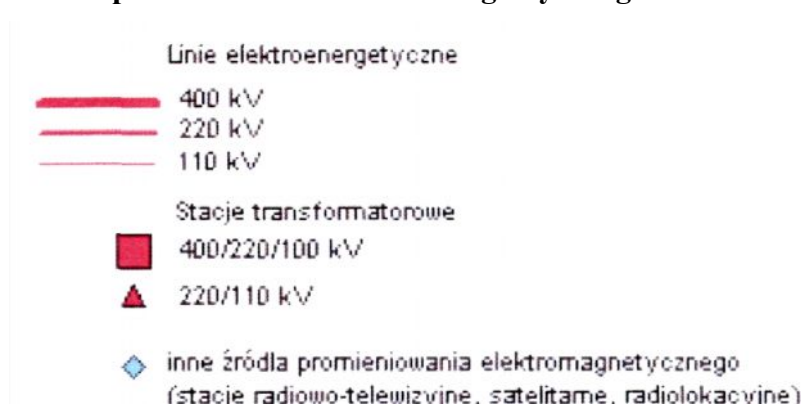 Linie elektroenergetyczne
400 kV
220 kV
110 kV
Stacje transformatorowe
400/220/100 kV
220/110 kV
inne źródła promieniowania elektromagnetycznego
(stacje radiowo-telewizyjne, satelitarne, radiolokacyjne)